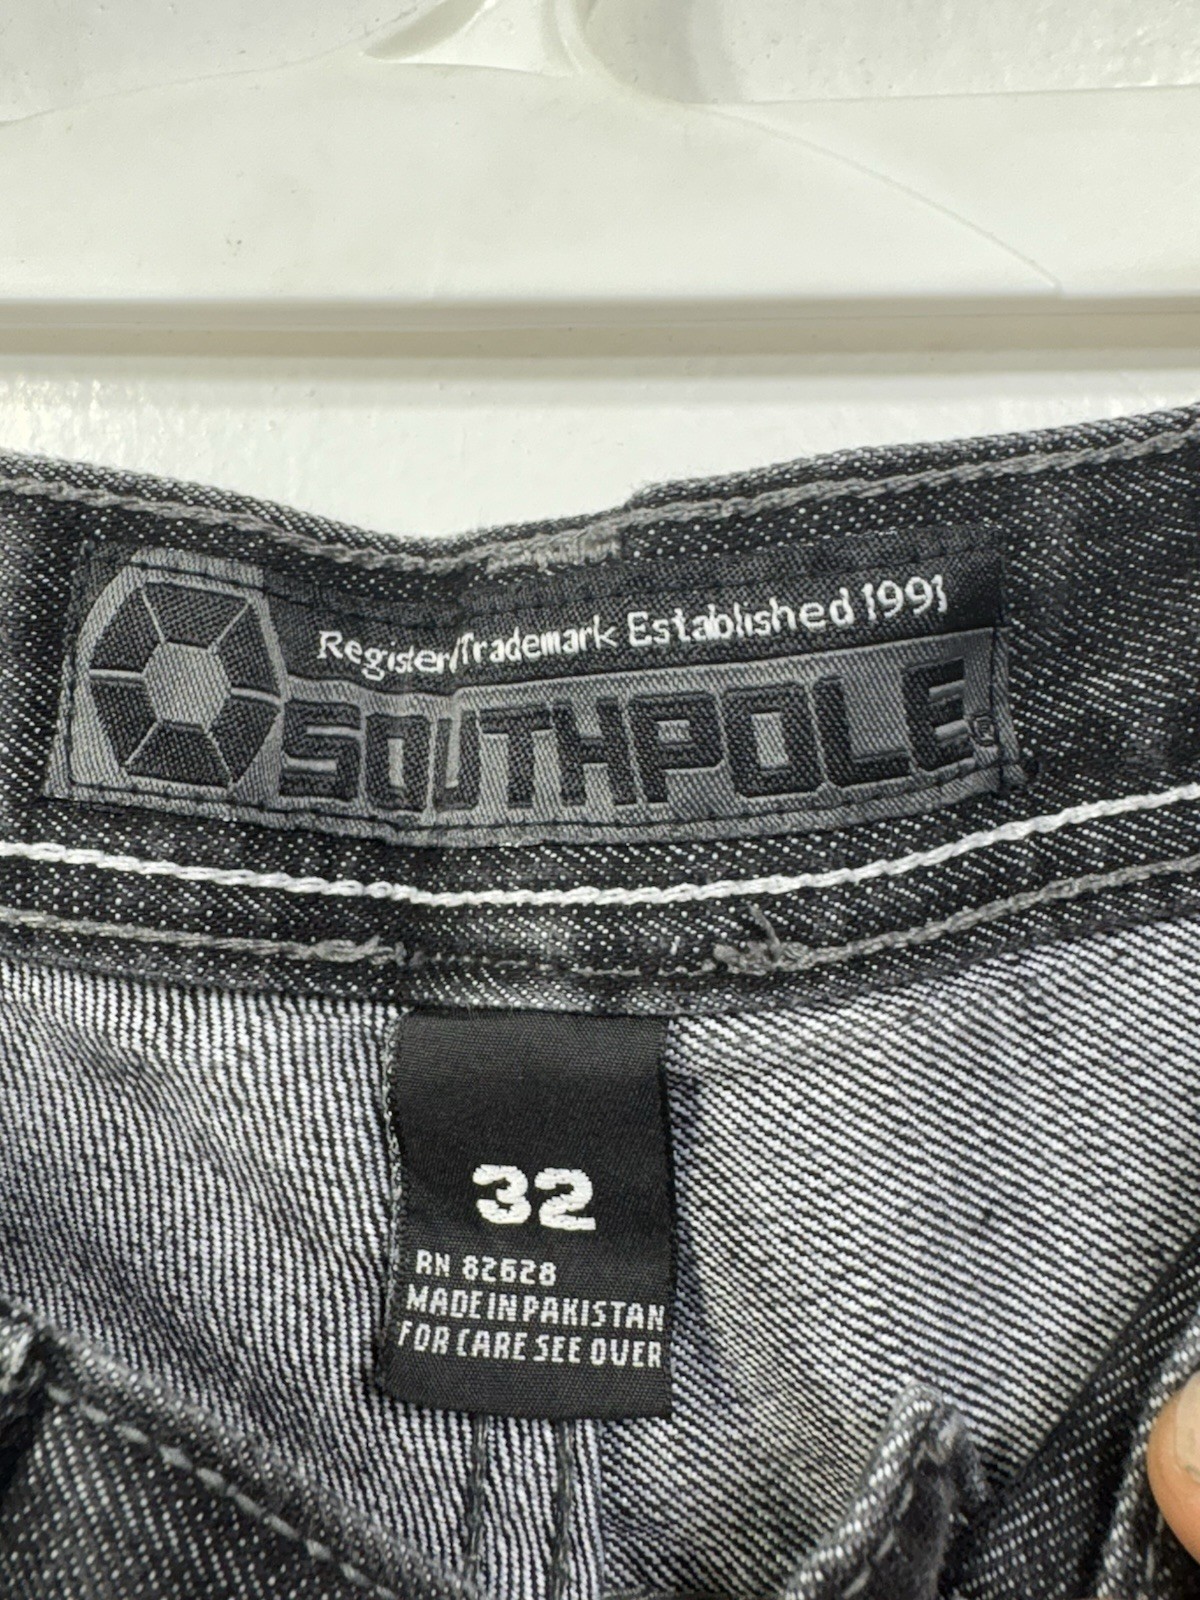 Register/Trademark Established 1991
SOUTHPOLE®
32
RN 82628
MADE IN PAKISTAN
FOR CARE SEE OVER